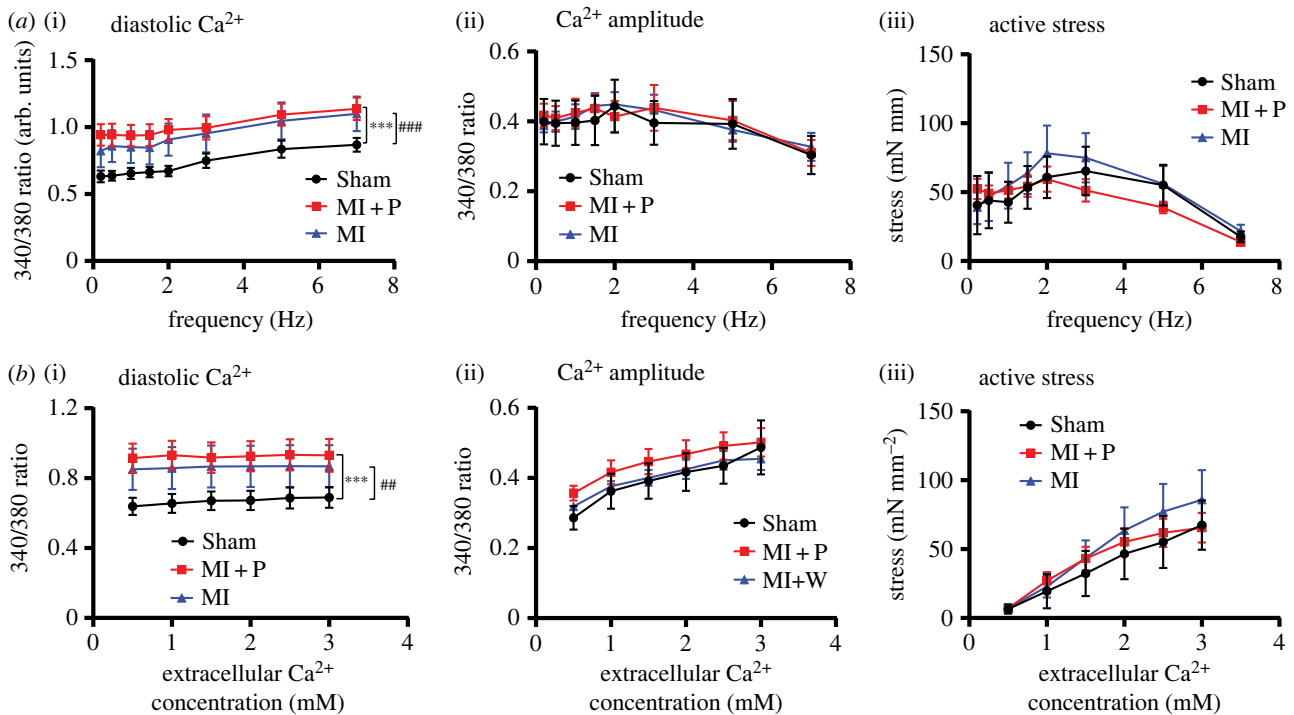 (a) (i) diastolic Ca²⁺
340/380 ratio (arb. units)
1.5
1.0
0.5
0
0 2 4 6 8
frequency (Hz)
*** ###
Sham
MI + P
MI
(ii) Ca²⁺ amplitude
340/380 ratio
0.6
0.4
0.2
0
0 2 4 6 8
frequency (Hz)
Sham
MI + P
MI
(iii) active stress
stress (mN mm)
150
100
50
0
0 2 4 6 8
frequency (Hz)
Sham
MI + P
MI
(b) (i) diastolic Ca²⁺
340/380 ratio
1.2
0.8
0.4
0
0 1 2 3 4
extracellular Ca²⁺
concentration (mM)
*** ##
Sham
MI + P
MI
(ii) Ca²⁺ amplitude
340/380 ratio
0.6
0.4
0.2
0
0 1 2 3 4
extracellular Ca²⁺
concentration (mM)
Sham
MI + P
MI+W
(iii) active stress
stress (mN mm⁻²)
150
100
50
0
0 1 2 3 4
extracellular Ca²⁺
concentration (mM)
Sham
MI + P
MI